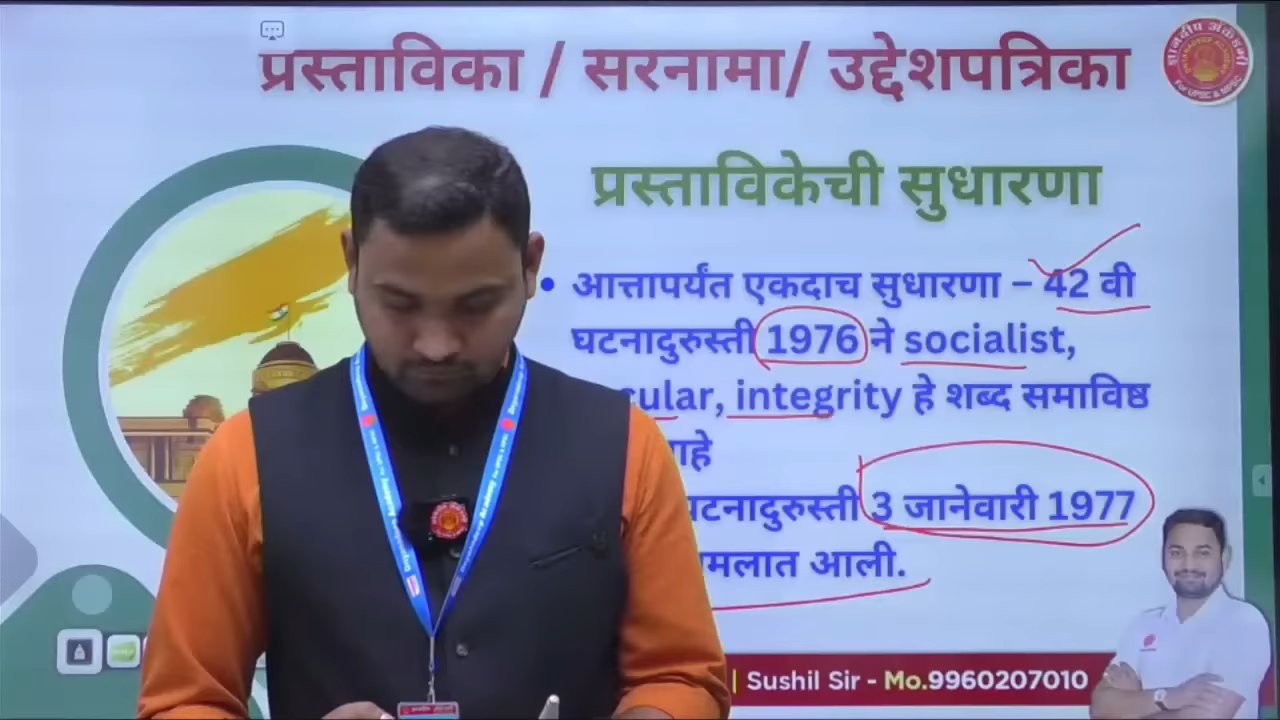 प्रस्ताविका / सरनामा/ उद्देशपत्रिका
प्रस्ताविकेची सुधारणा
• आत्तापर्यंत एकदाच सुधारणा – 42 वी
घटनादुरुस्ती 1976 ने socialist,
cular, integrity हे शब्द समाविष्ठ
हे
घटनादुरुस्ती 3 जानेवारी 1977
मलात आली.
| Sushil Sir - Mo.9960207010